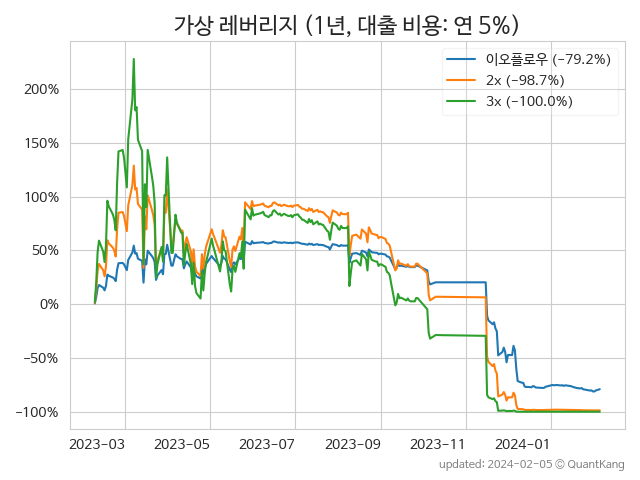 가상 레버리지 (1년, 대출 비용: 연 5%)
이오플로우 (−79.2%)
2x (−98.7%)
3x (−100.0%)
200%
150%
100%
50%
0%
−50%
−100%
2023-03 2023-05 2023-07 2023-09 2023-11 2024-01
updated: 2024-02-05 © QuantKang